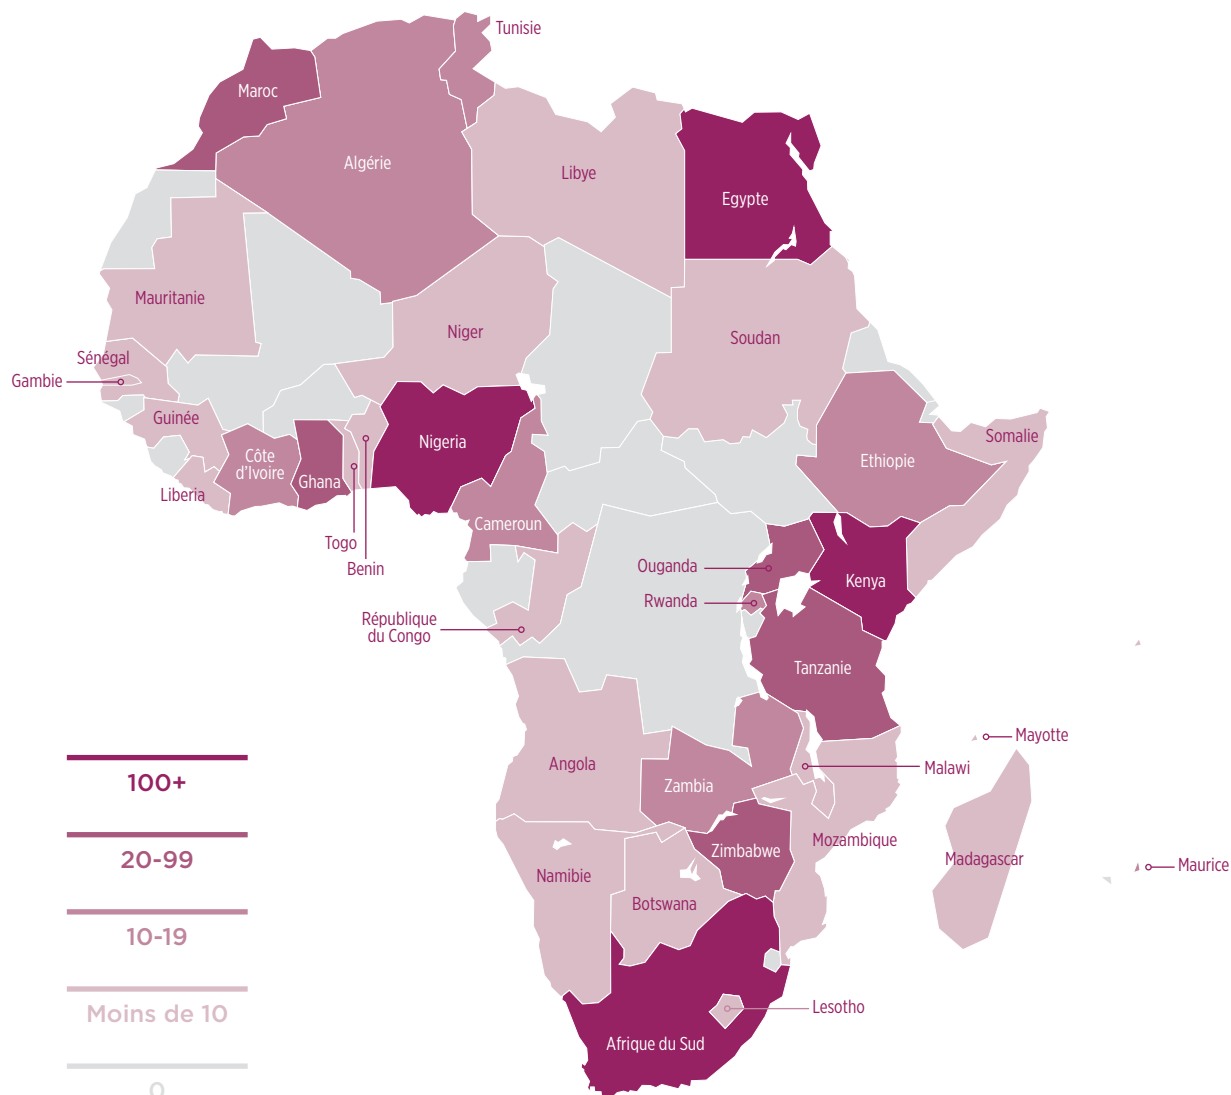 Tunisie
Maroc
Algérie
Libye
Egypte
Mauritanie
Niger
Soudan
Sénégal
Gambie
Guinée
Nigeria
Somalie
Côte
d'Ivoire
Ghana
Ethiopie
Liberia
Cameroun
Togo
Benin
Ouganda
Kenya
Rwanda
République
du Congo
Tanzanie
Mayotte
Angola
Malawi
100+
Zambia
Mozambique
20-99
Zimbabwe
Madagascar
Maurice
Namibie
Botswana
10-19
Lesotho
Moins de 10
Afrique du Sud
0